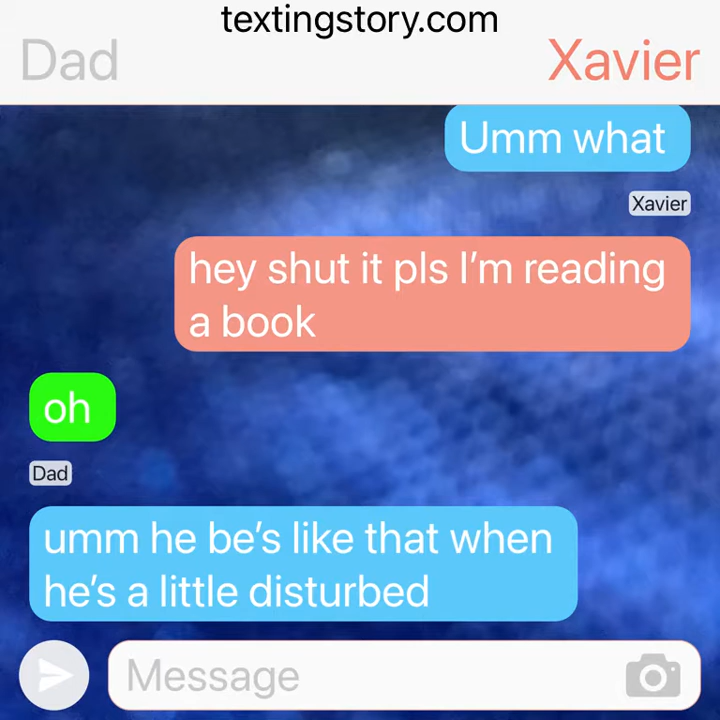 textingstory.com
Dad
Xavier
Umm what
Xavier
hey shut it pls I’m reading
a book
oh
Dad
umm he be’s like that when
he’s a little disturbed
Message